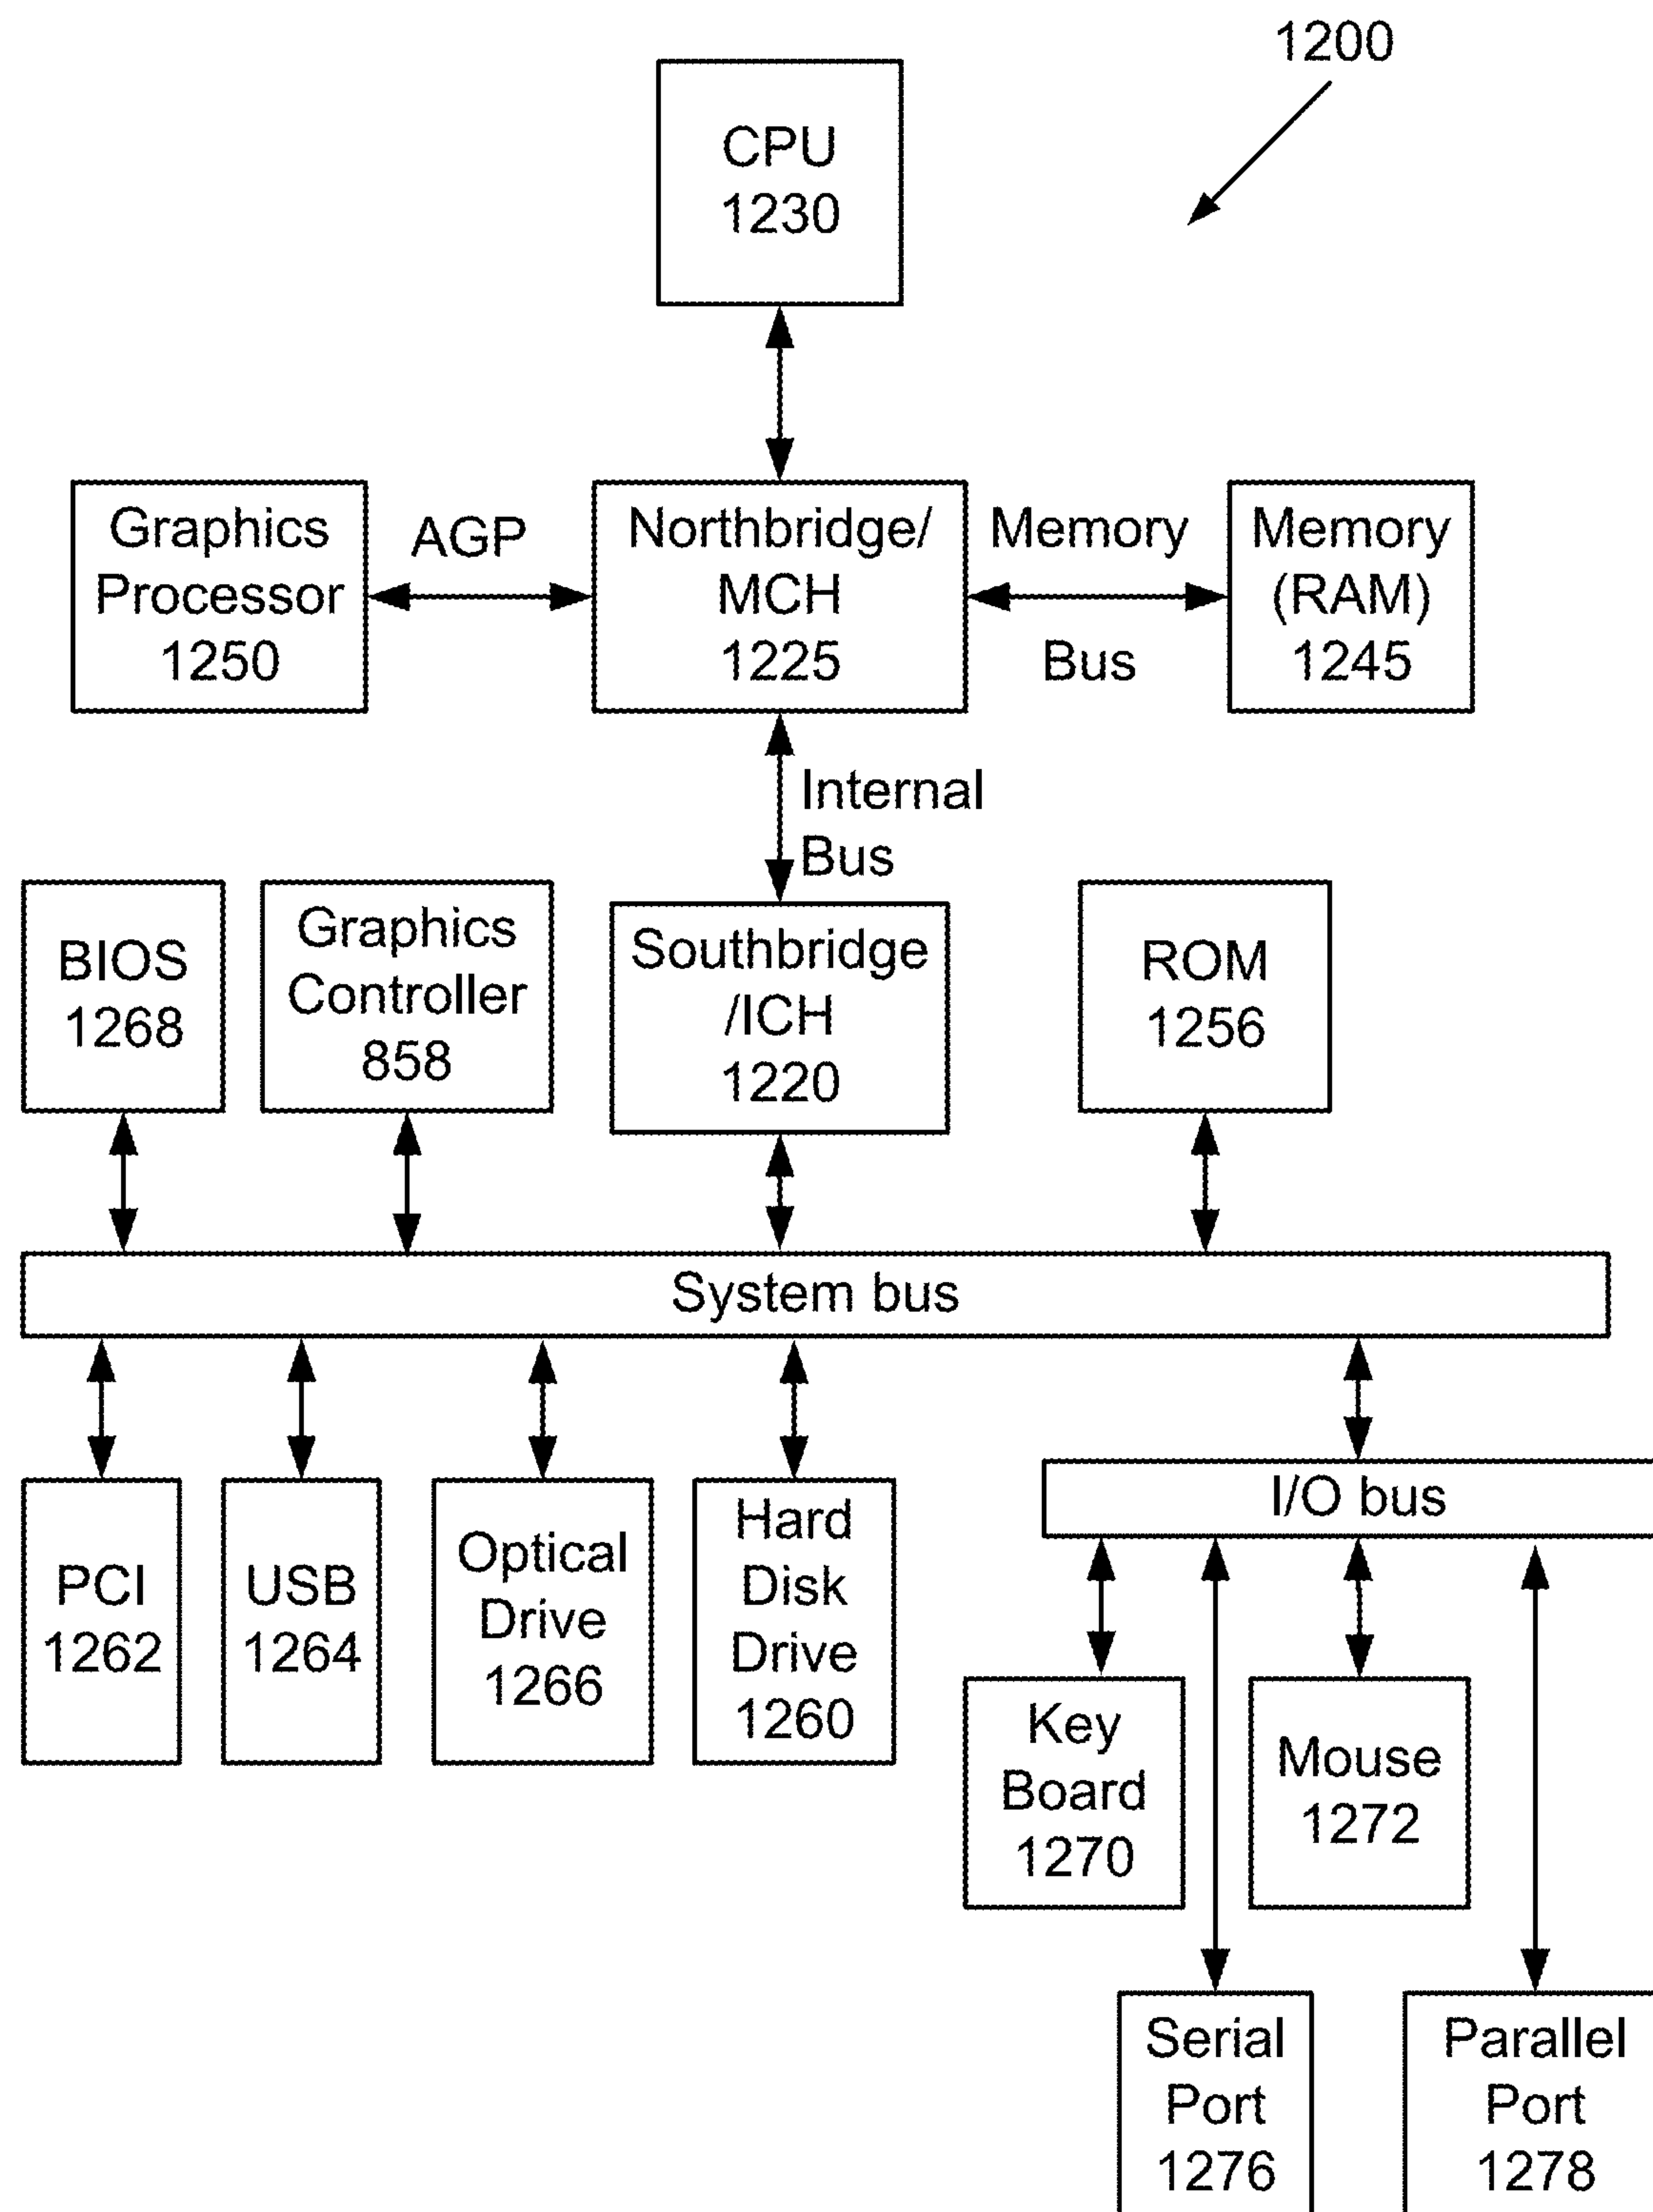 1200
CPU
1230
Graphics
Processor
1250
AGP
Northbridge/
MCH
1225
Memory
Bus
Memory
(RAM)
1245
Internal
Bus
BIOS
1268
Graphics
Controller
858
Southbridge
/ICH
1220
ROM
1256
System bus
PCI
1262
USB
1264
Optical
Drive
1266
Hard
Disk
Drive
1260
I/O bus
Key
Board
1270
Mouse
1272
Serial
Port
1276
Parallel
Port
1278